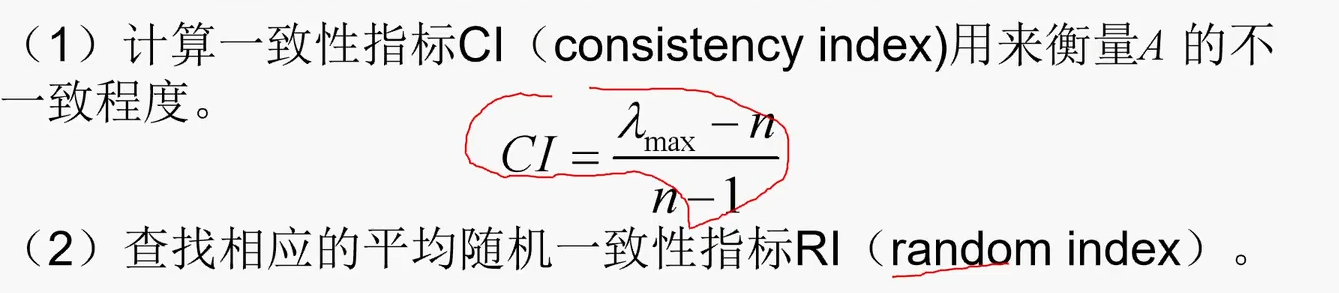 （1）计算一致性指标CI（consistency index)用来衡量A 的不
一致程度。
CI = \frac{\lambda_{\max} - n}{n - 1}
（2）查找相应的平均随机一致性指标RI（random index）。